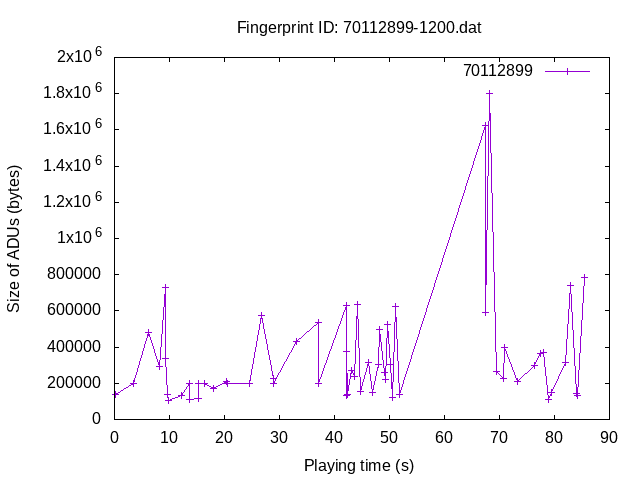 Fingerprint ID: 70112899-1200.dat
70112899
2x10^6
1.8x10^6
1.6x10^6
1.4x10^6
1.2x10^6
1x10^6
800000
600000
400000
200000
0
Size of ADUs (bytes)
0 10 20 30 40 50 60 70 80 90
Playing time (s)